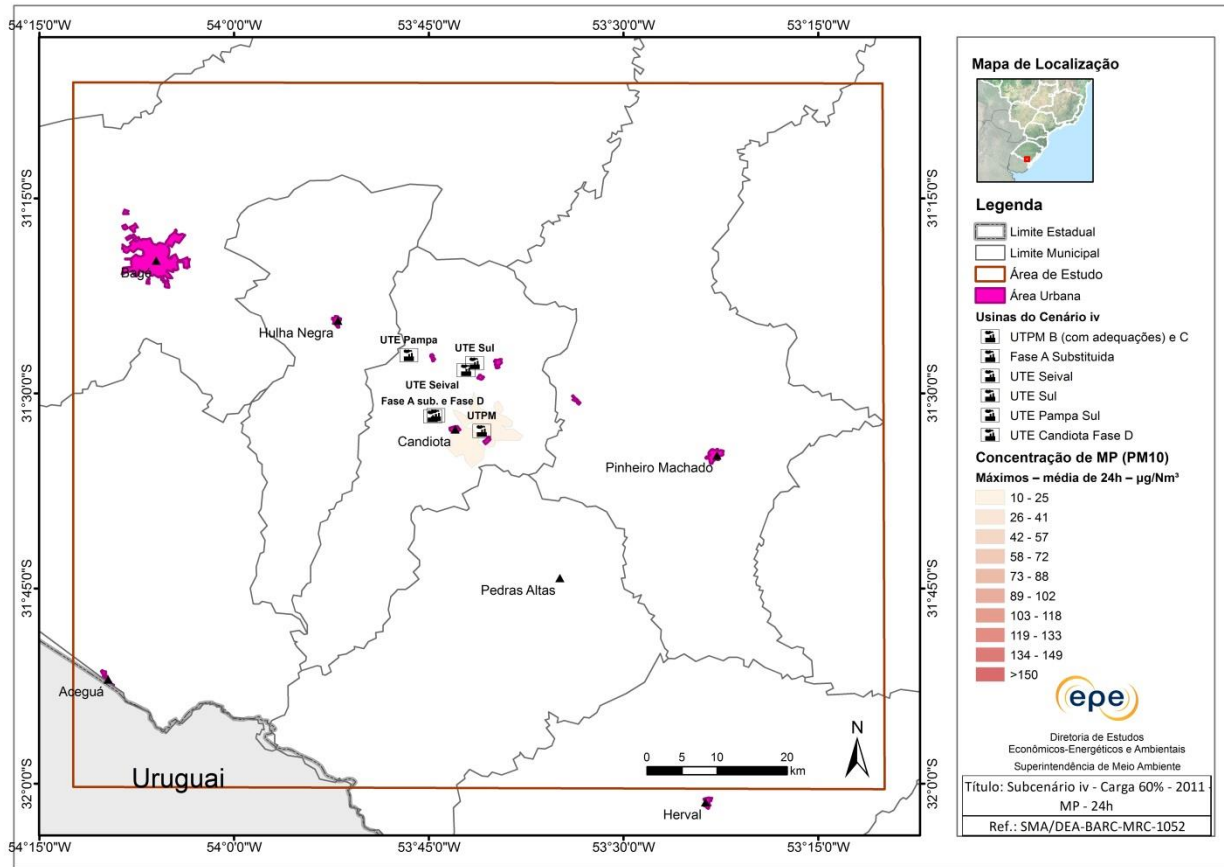 54°15'0"W
54°0'0"W
53°45'0"W
53°30'0"W
53°15'0"W
31°15'0"S
31°15'0"S
31°30'0"S
31°30'0"S
31°45'0"S
31°45'0"S
32°0'0"S
32°0'0"S
54°15'0"W
54°0'0"W
53°45'0"W
53°30'0"W
53°15'0"W
Bagé
Hulha Negra
UTE Pampa
UTE Sul
UTE Seival
Fase A sub. e Fase D
UTPM
Candiota
Pinheiro Machado
Pedras Altas
Aceguá
Uruguai
Herval
0 5 10 20
km
N
Mapa de Localização
Legenda
Limite Estadual
Limite Municipal
Área de Estudo
Área Urbana
Usinas do Cenário iv
UTPM B (com adequações) e C
Fase A Substituida
UTE Seival
UTE Sul
UTE Pampa Sul
UTE Candiota Fase D
Concentração de MP (PM10)
Máximos – média de 24h – µg/Nm³
10 - 25
26 - 41
42 - 57
58 - 72
73 - 88
89 - 102
103 - 118
119 - 133
134 - 149
>150
epe
Diretoria de Estudos
Econômicos-Energéticos e Ambientais
Superintendência de Meio Ambiente
Título: Subcenário iv - Carga 60% - 2011 -
MP - 24h
Ref.: SMA/DEA-BARC-MRC-1052